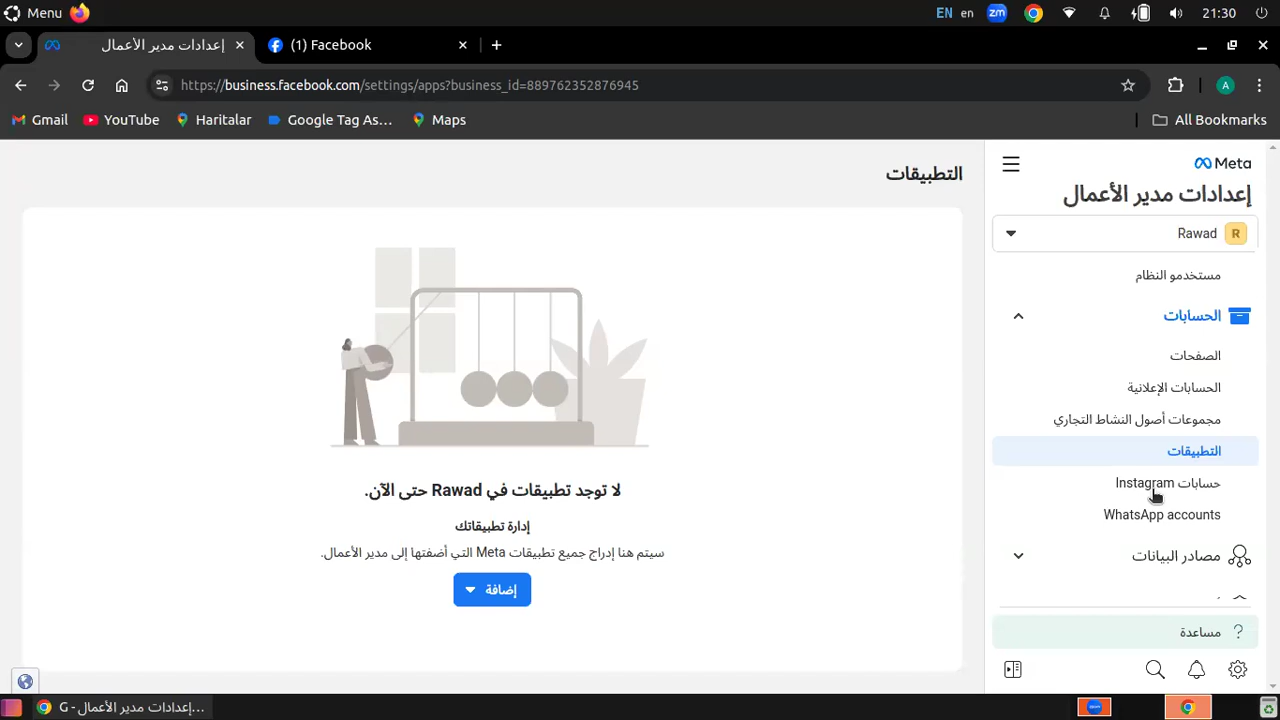 Menu
EN en zm 21:30
إعدادات مدير الأعمال
(1) Facebook
https://business.facebook.com/settings/apps?business_id=889762352876945
A
Gmail YouTube Haritalar Google Tag As... Maps All Bookmarks
Meta
إعدادات مدير الأعمال
Rawad R
مستخدمو النظام
الحسابات
الصفحات
الحسابات الإعلانية
مجموعات أصول النشاط التجاري
التطبيقات
حسابات Instagram
WhatsApp accounts
مصادر البيانات
مساعدة ?
التطبيقات
لا توجد تطبيقات في Rawad حتى الآن.
إدارة تطبيقاتك
سيتم هنا إدراج جميع تطبيقات Meta التي أضفتها إلى مدير الأعمال.
إضافة
إعدادات مدير الأعمال - G...
zm